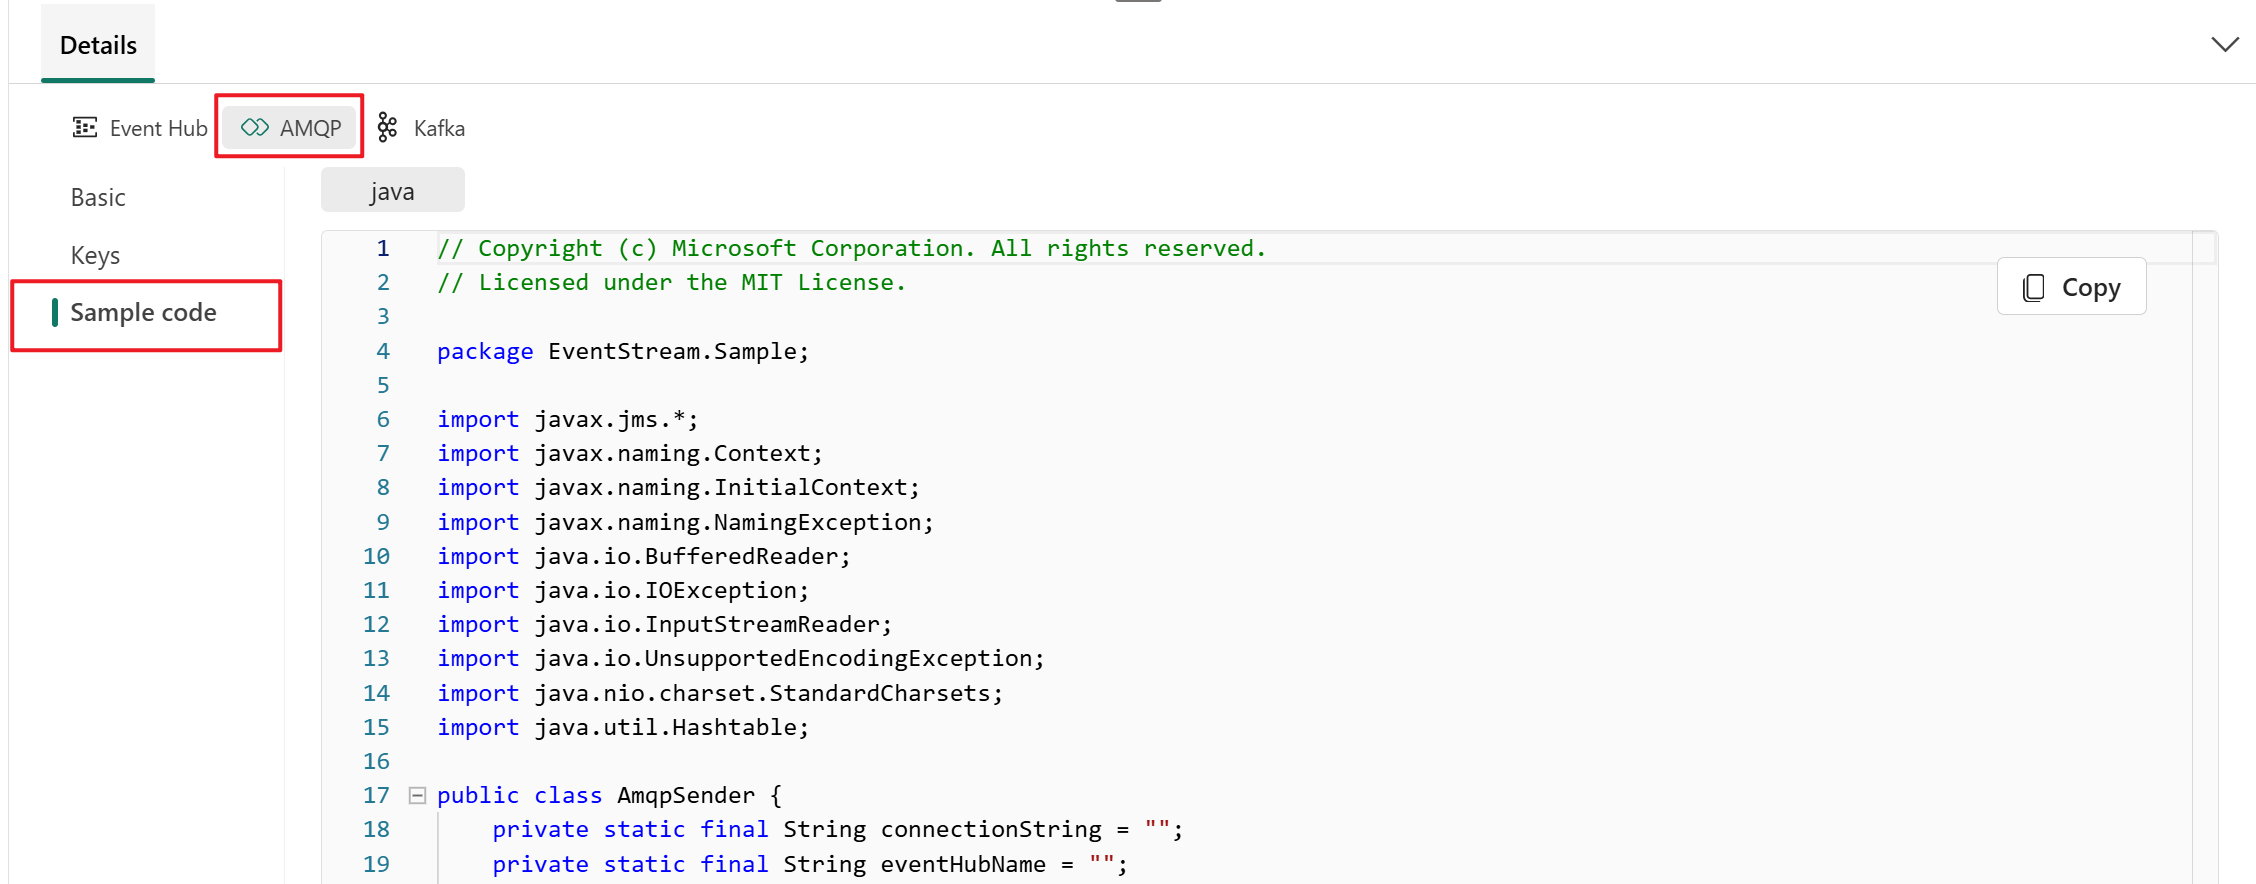 Details
Event Hub AMQP Kafka
Basic
Keys
Sample code
java
Copy
1 // Copyright (c) Microsoft Corporation. All rights reserved.
2 // Licensed under the MIT License.
3
4 package EventStream.Sample;
5
6 import javax.jms.*;
7 import javax.naming.Context;
8 import javax.naming.InitialContext;
9 import javax.naming.NamingException;
10 import java.io.BufferedReader;
11 import java.io.IOException;
12 import java.io.InputStreamReader;
13 import java.io.UnsupportedEncodingException;
14 import java.nio.charset.StandardCharsets;
15 import java.util.Hashtable;
16
17 public class AmqpSender {
18 private static final String connectionString = "";
19 private static final String eventHubName = "";